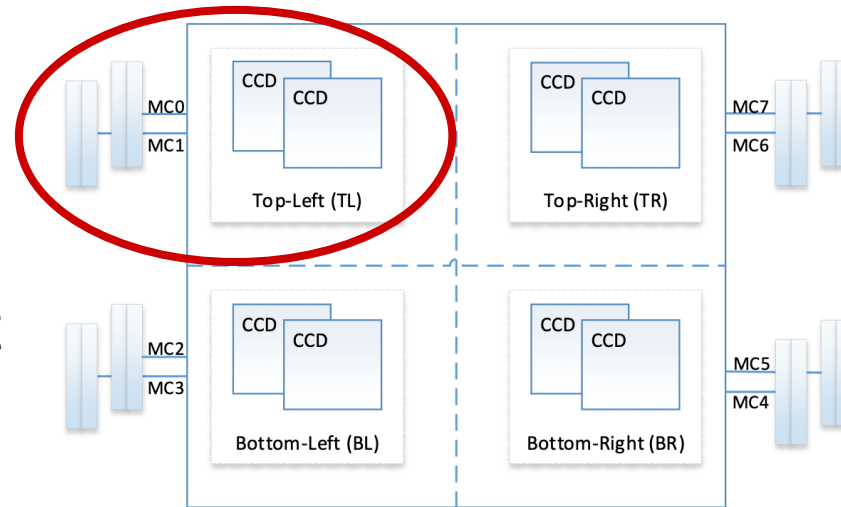 CCD
CCD
MC0
MC1
Top-Left (TL)
CCD
CCD
MC7
MC6
Top-Right (TR)
CCD
CCD
MC2
MC3
Bottom-Left (BL)
CCD
CCD
MC5
MC4
Bottom-Right (BR)